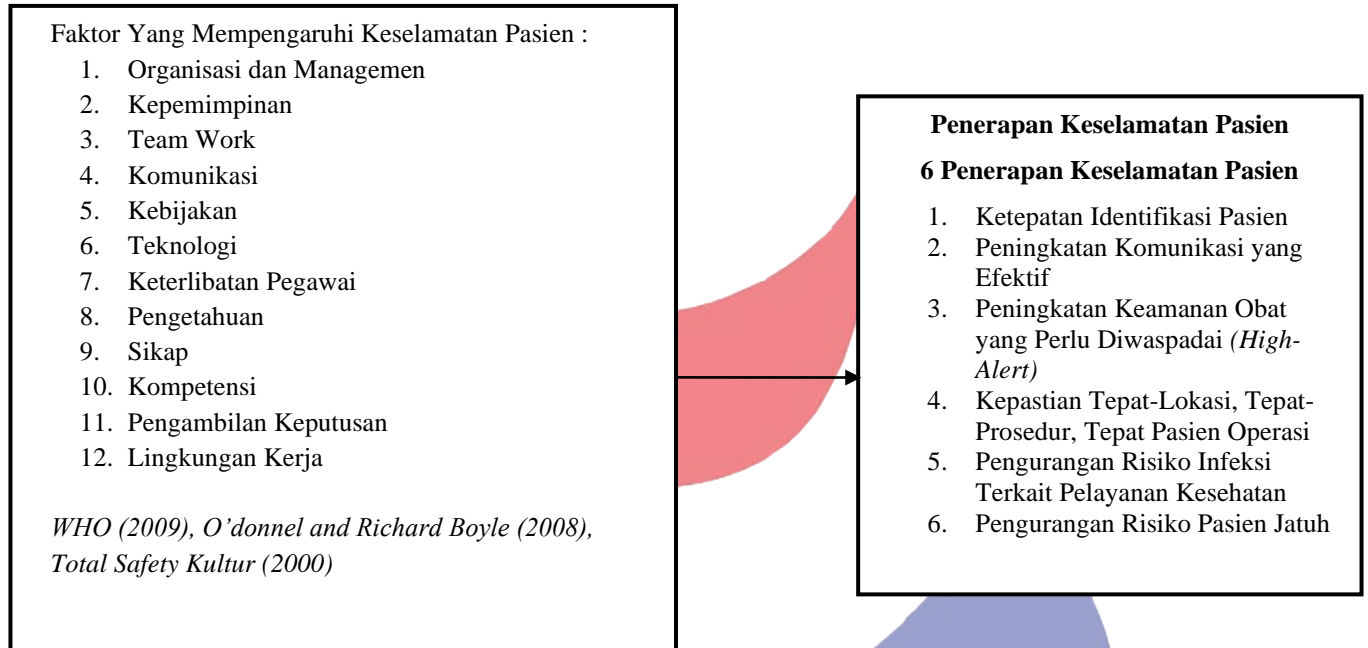 Faktor Yang Mempengaruhi Keselamatan Pasien :
1. Organisasi dan Managemen
2. Kepemimpinan
3. Team Work
4. Komunikasi
5. Kebijakan
6. Teknologi
7. Keterlibatan Pegawai
8. Pengetahuan
9. Sikap
10. Kompetensi
11. Pengambilan Keputusan
12. Lingkungan Kerja
WHO (2009), O’donnel and Richard Boyle (2008),
Total Safety Kultur (2000)
Penerapan Keselamatan Pasien
6 Penerapan Keselamatan Pasien
1. Ketepatan Identifikasi Pasien
2. Peningkatan Komunikasi yang
Efektif
3. Peningkatan Keamanan Obat
yang Perlu Diwaspadai (High-
Alert)
4. Kepastian Tepat-Lokasi, Tepat-
Prosedur, Tepat Pasien Operasi
5. Pengurangan Risiko Infeksi
Terkait Pelayanan Kesehatan
6. Pengurangan Risiko Pasien Jatuh